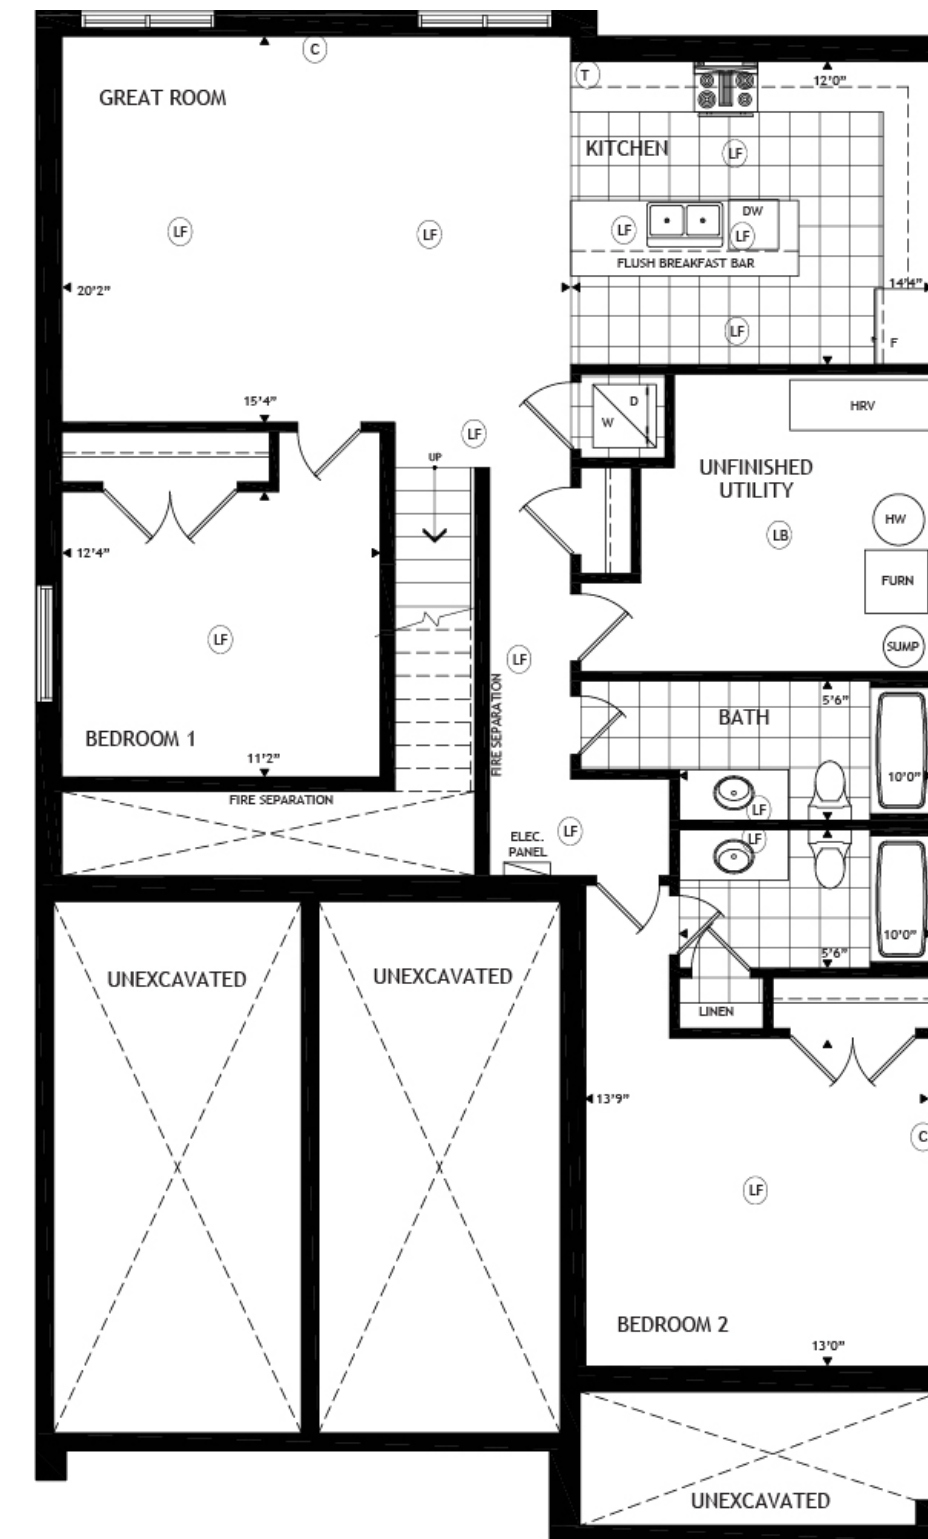 C
T
12'0"
GREAT ROOM
KITCHEN
LF
DW
LF
LF
LF
LF
FLUSH BREAKFAST BAR
20'2"
14'4"
LF
F
15'4"
D
W
HRV
LF
UP
UNFINISHED
UTILITY
HW
LB
12'4"
FURN
LF
SUMP
LF
FIRE SEPARATION
5'6"
BATH
BEDROOM 1
11'2"
10'0"
FIRE SEPARATION
LF
ELEC.
PANEL
LF
LF
10'0"
5'6"
UNEXCAVATED
UNEXCAVATED
LINEN
13'9"
C
LF
BEDROOM 2
13'0"
UNEXCAVATED